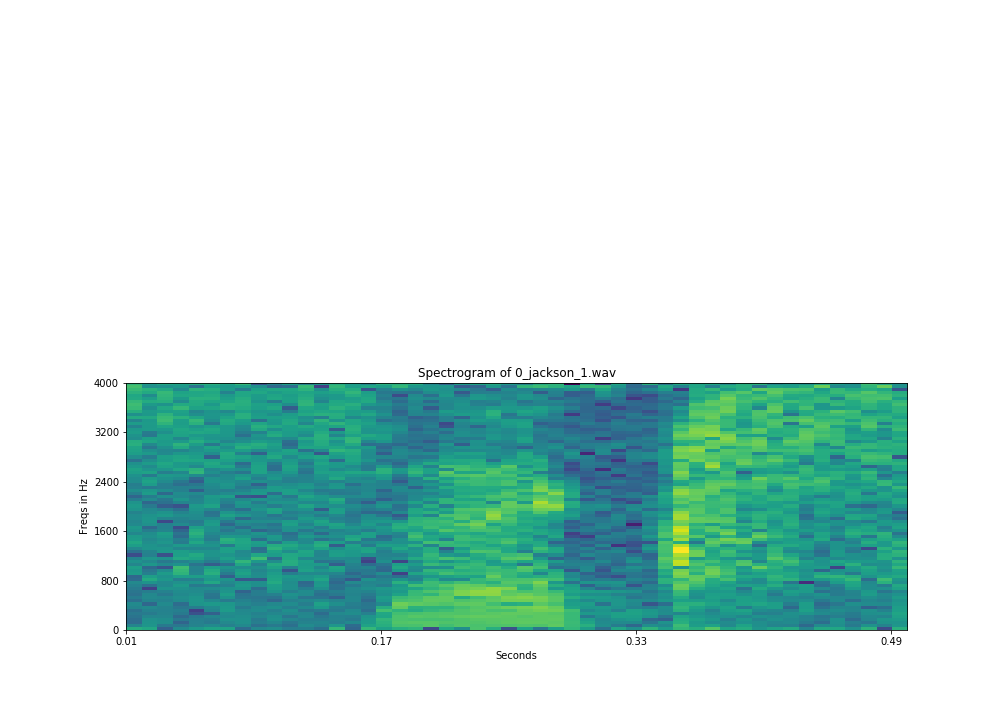 Spectrogram of 0_jackson_1.wav
4000
3200
2400
1600
800
0
Freqs in Hz
0.01 0.17 0.33 0.49
Seconds